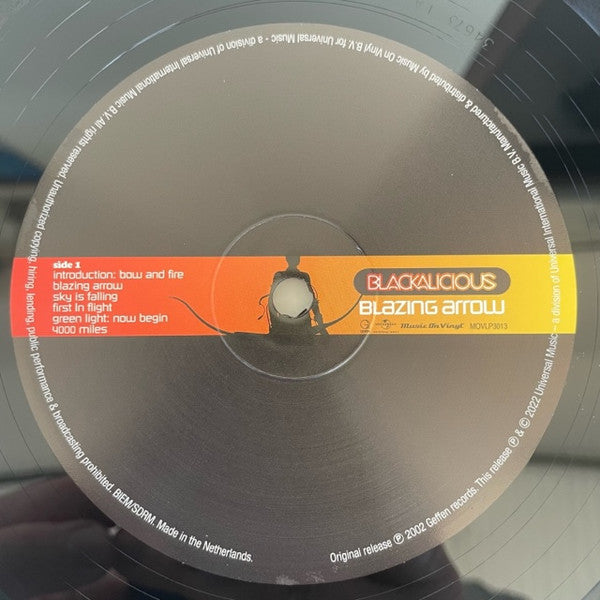 side 1
introduction: bow and fire
blazing arrow
sky is falling
first in flight
green light: now begin
4000 miles
BLACKALICIOUS
BLAZING ARROW
Music On Vinyl MOVLP3013
Original release ℗ 2002 Geffen records. This release ℗ & © 2022 Universal Music – a division of Universal International Music B.V. Manufactured & distributed by Music On Vinyl B.V. for Universal Music - a division of Universal International Music B.V. All rights reserved. Unauthorized copying, hiring, lending, public performance & broadcasting prohibited. BIEM/SDRM. Made in the Netherlands.